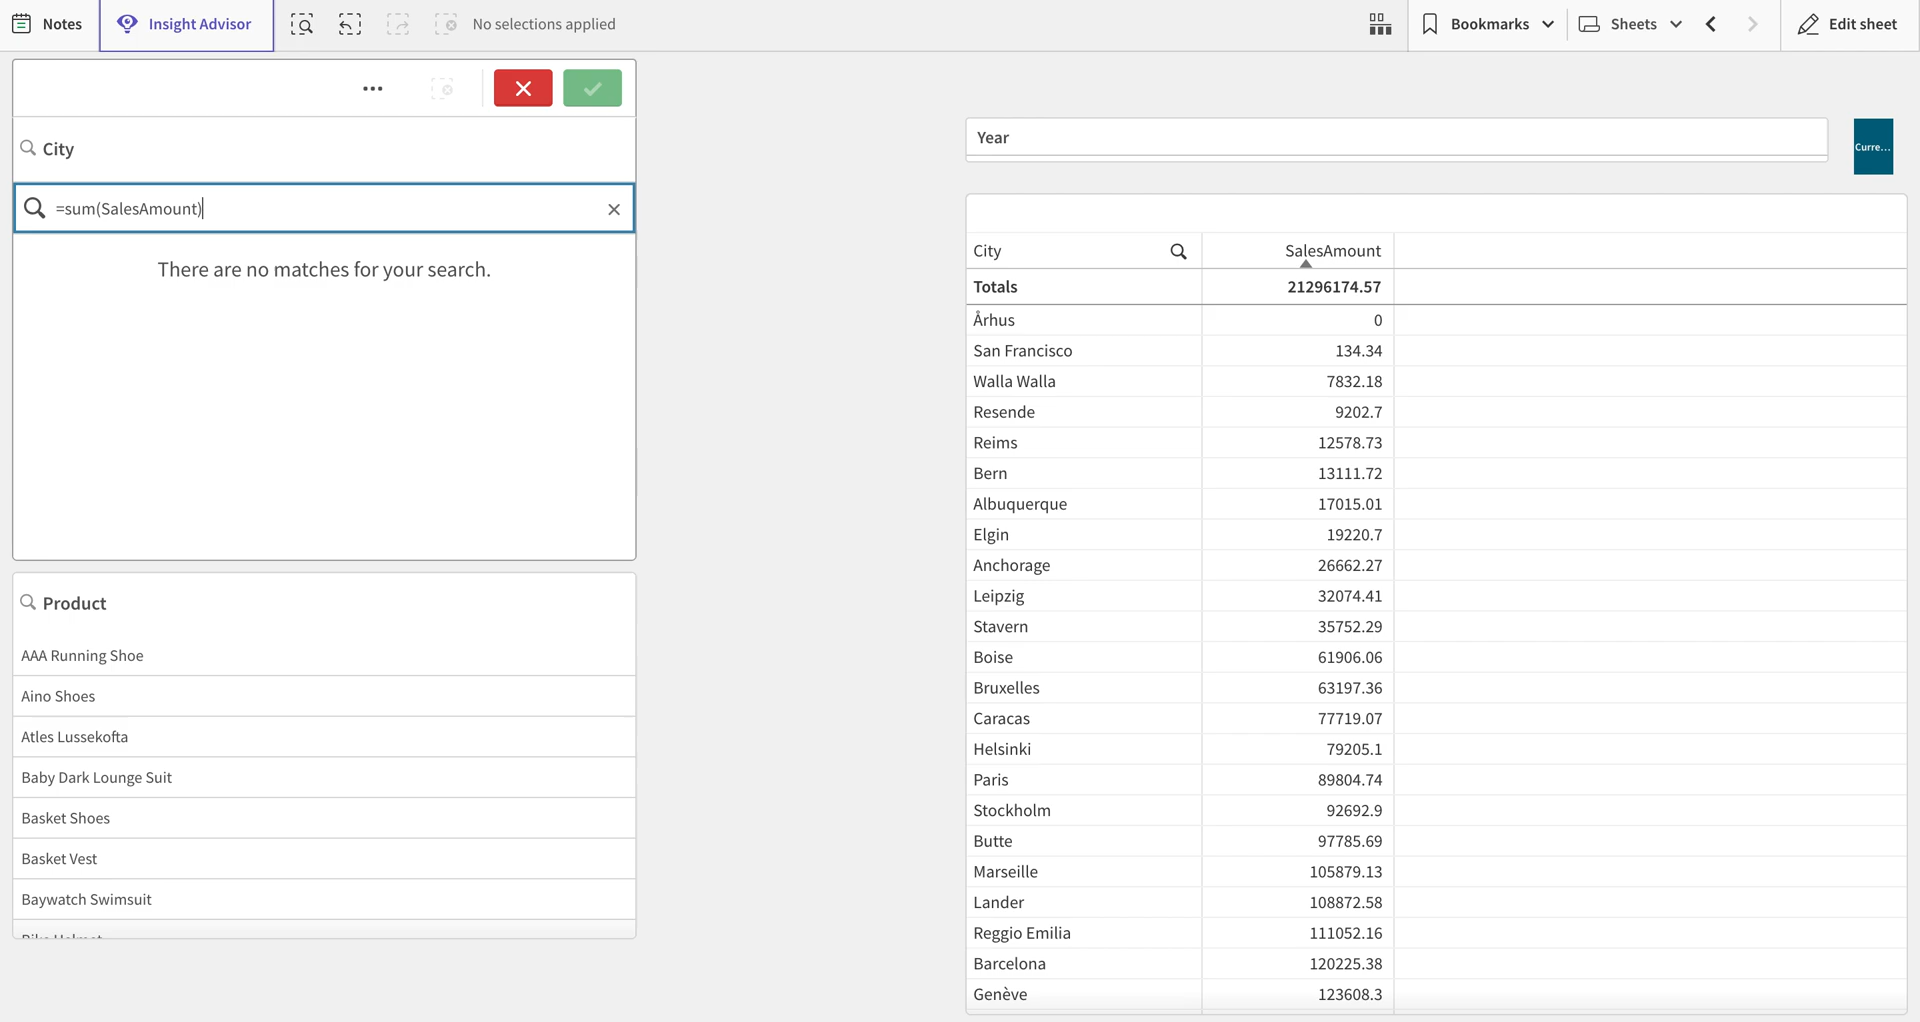 Notes
Insight Advisor
No selections applied
Bookmarks
Sheets
Edit sheet
City
=sum(SalesAmount)
There are no matches for your search.
Product
AAA Running Shoe
Aino Shoes
Atles Lussekofta
Baby Dark Lounge Suit
Basket Shoes
Basket Vest
Baywatch Swimsuit
Year
Curre...
City SalesAmount
Totals 21296174.57
Århus 0
San Francisco 134.34
Walla Walla 7832.18
Resende 9202.7
Reims 12578.73
Bern 13111.72
Albuquerque 17015.01
Elgin 19220.7
Anchorage 26662.27
Leipzig 32074.41
Stavern 35752.29
Boise 61906.06
Bruxelles 63197.36
Caracas 77719.07
Helsinki 79205.1
Paris 89804.74
Stockholm 92692.9
Butte 97785.69
Marseille 105879.13
Lander 108872.58
Reggio Emilia 111052.16
Barcelona 120225.38
Genève 123608.3